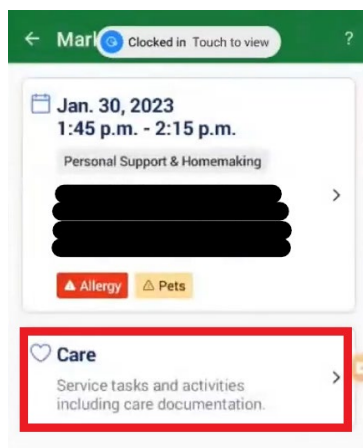 Mark
Clocked in Touch to view
?
Jan. 30, 2023
1:45 p.m. - 2:15 p.m.
Personal Support & Homemaking
Allergy
Pets
Care
Service tasks and activities
including care documentation.